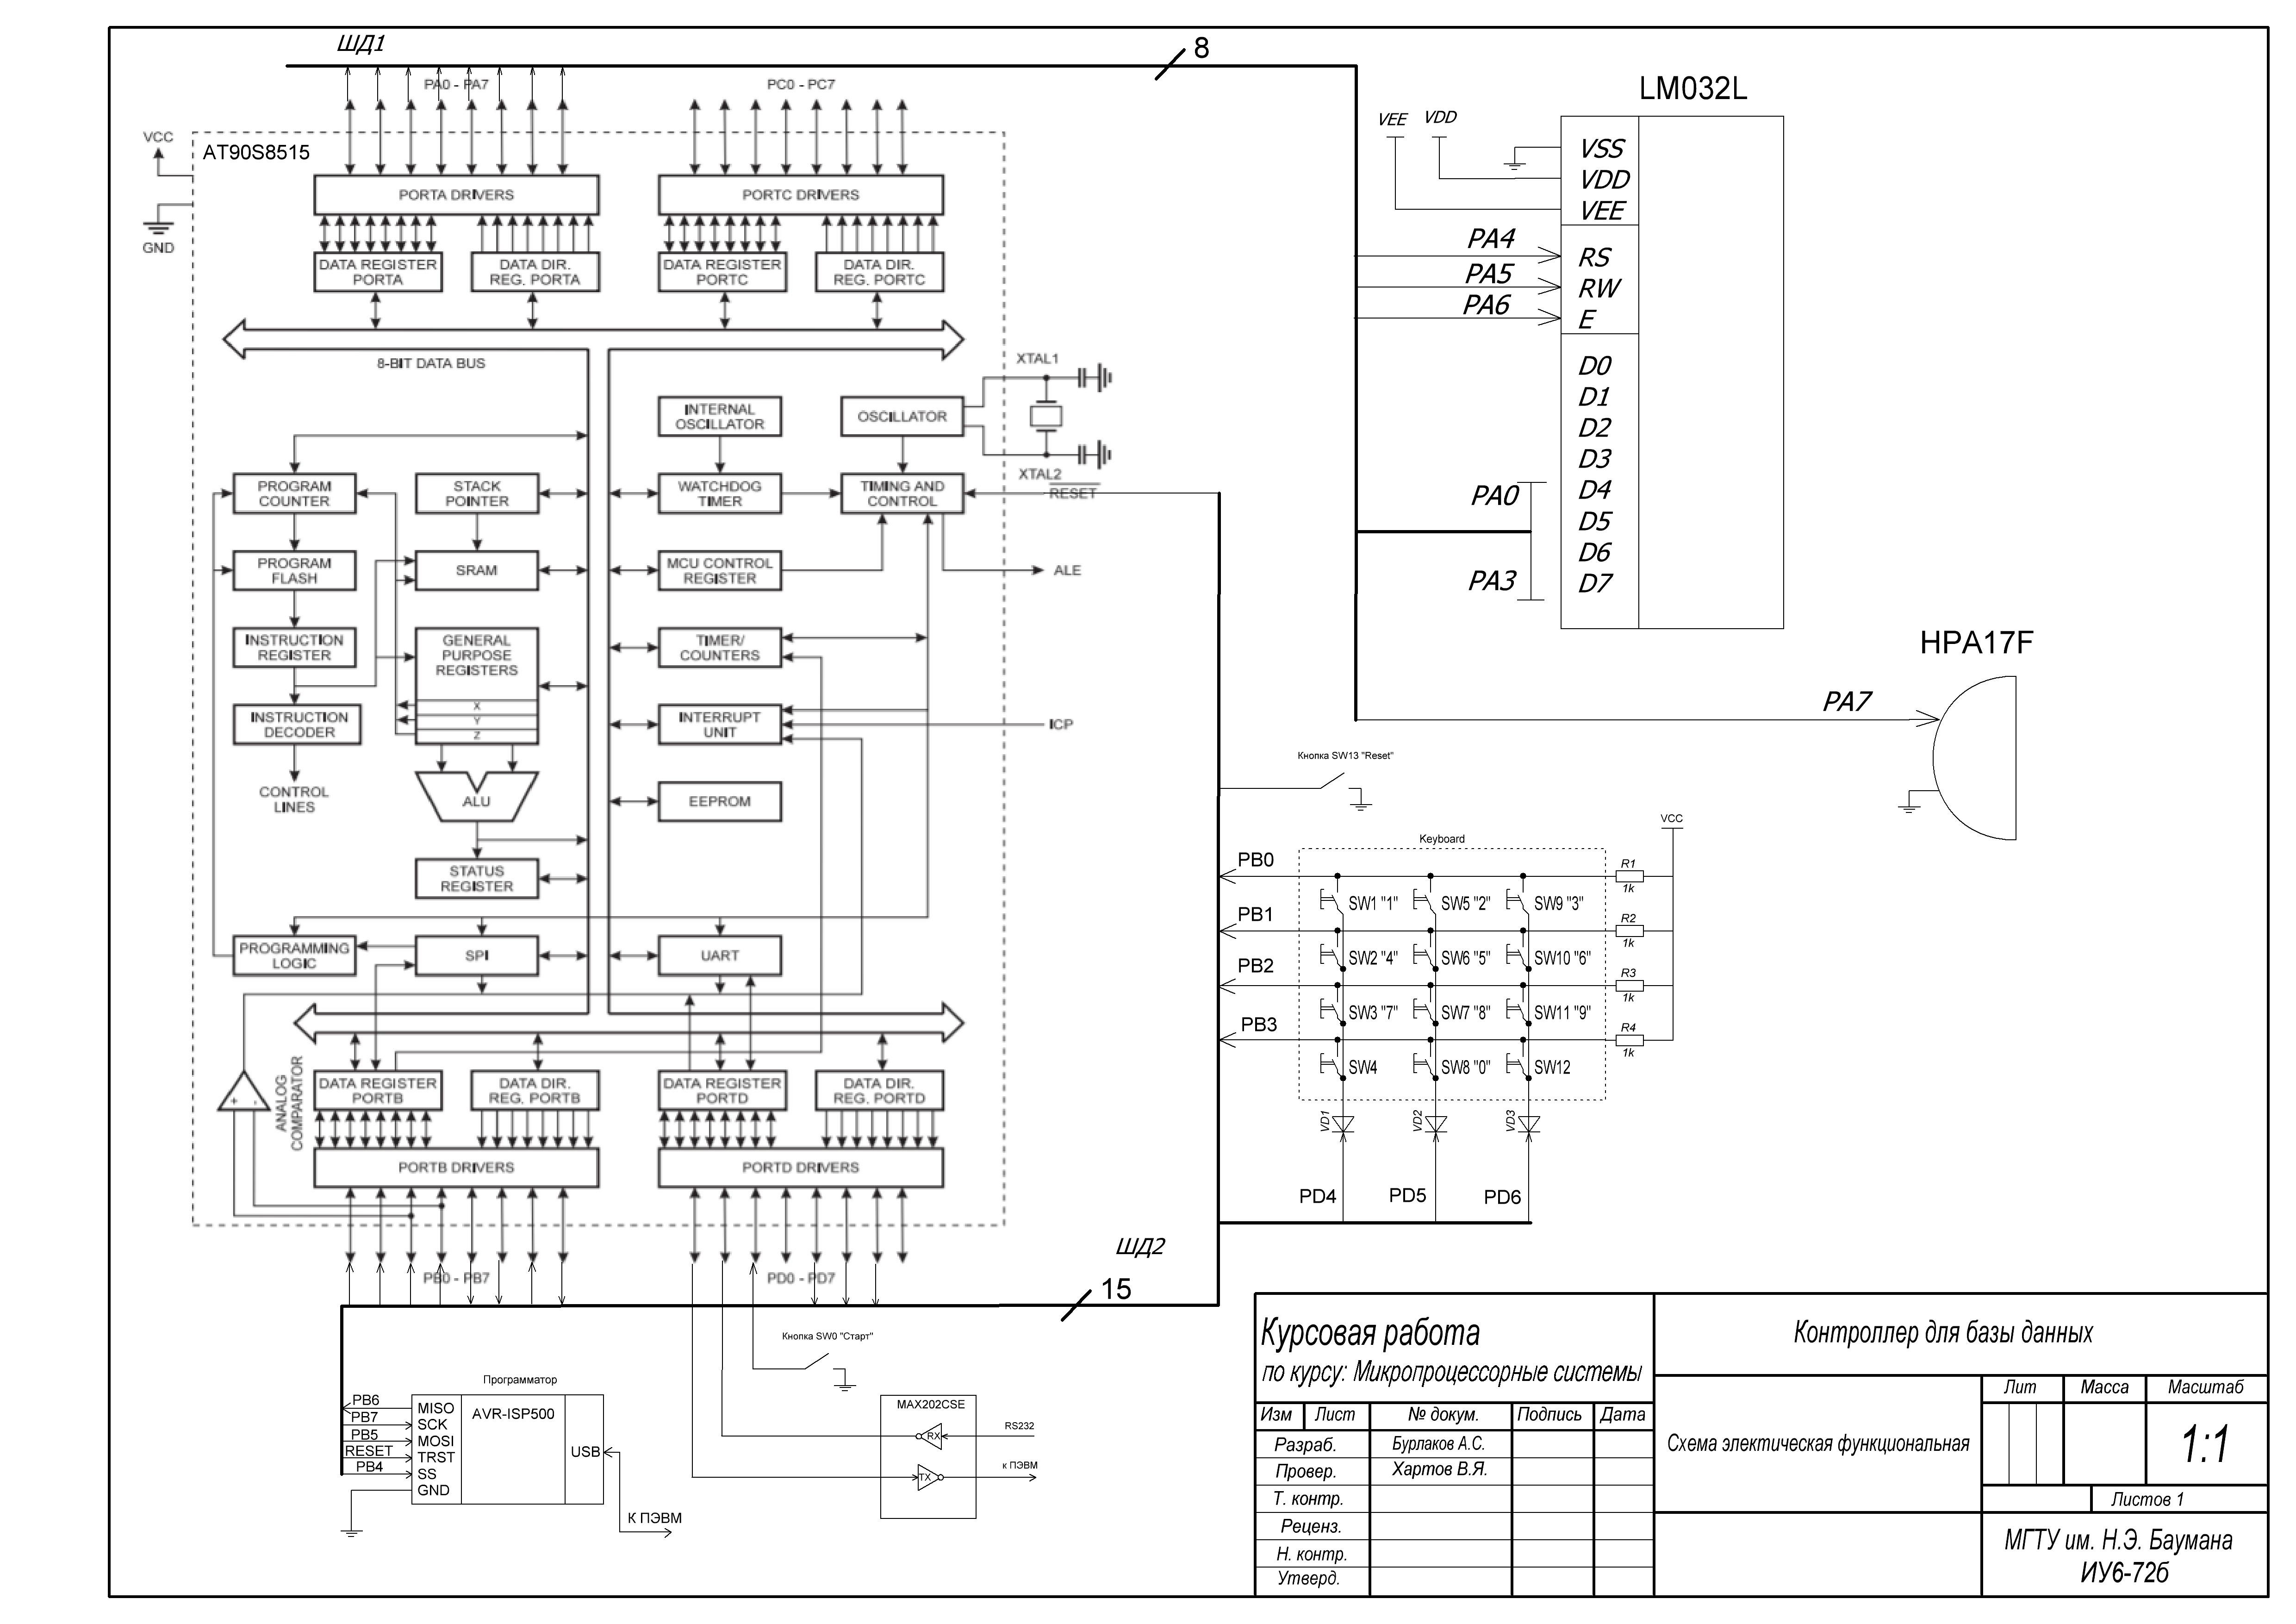 ШД1
8
PA0 - PA7
PC0 - PC7
LM032L
VCC
AT90S8515
GND
PORTA DRIVERS
PORTC DRIVERS
DATA REGISTER
PORTA
DATA DIR.
REG. PORTA
DATA REGISTER
PORTC
DATA DIR.
REG. PORTC
8-BIT DATA BUS
XTAL1
INTERNAL
OSCILLATOR
OSCILLATOR
XTAL2
RESET
PROGRAM
COUNTER
STACK
POINTER
WATCHDOG
TIMER
TIMING AND
CONTROL
PROGRAM
FLASH
SRAM
MCU CONTROL
REGISTER
ALE
INSTRUCTION
REGISTER
GENERAL
PURPOSE
REGISTERS
X
Y
Z
TIMER/
COUNTERS
INSTRUCTION
DECODER
INTERRUPT
UNIT
ICP
CONTROL
LINES
ALU
EEPROM
STATUS
REGISTER
PROGRAMMING
LOGIC
SPI
UART
+
-
ANALOG
COMPARATOR
DATA REGISTER
PORTB
DATA DIR.
REG. PORTB
DATA REGISTER
PORTD
DATA DIR.
REG. PORTD
PORTB DRIVERS
PORTD DRIVERS
PB0 - PB7
PD0 - PD7
ШД2
15
VEE
VDD
VSS
VDD
VEE
PA4
RS
PA5
RW
PA6
E
D0
D1
D2
D3
PA0
D4
D5
D6
PA3
D7
HPA17F
PA7
Кнопка SW13 "Reset"
VCC
Keyboard
PB0
R1
1k
SW1 "1"
SW5 "2"
SW9 "3"
PB1
R2
1k
SW2 "4"
SW6 "5"
SW10 "6"
PB2
R3
1k
SW3 "7"
SW7 "8"
SW11 "9"
PB3
R4
1k
SW4
SW8 "0"
SW12
VD1
VD2
VD3
PD4
PD5
PD6
Кнопка SW0 "Старт"
Программатор
PB6
MISO
AVR-ISP500
PB7
SCK
PB5
MOSI
RESET
TRST
USB
PB4
SS
GND
К ПЭВМ
MAX202CSE
RX
RS232
TX
к ПЭВМ
Курсовая работа
по курсу: Микропроцессорные системы
Контроллер для базы данных
Изм
Лист
№ докум.
Подпись
Дата
Разраб.
Бурлаков А.С.
Провер.
Хартов В.Я.
Т. контр.
Реценз.
Н. контр.
Утверд.
Схема электическая функциональная
Лит
Масса
Масштаб
1:1
Листов 1
МГТУ им. Н.Э. Баумана
ИУ6-72б